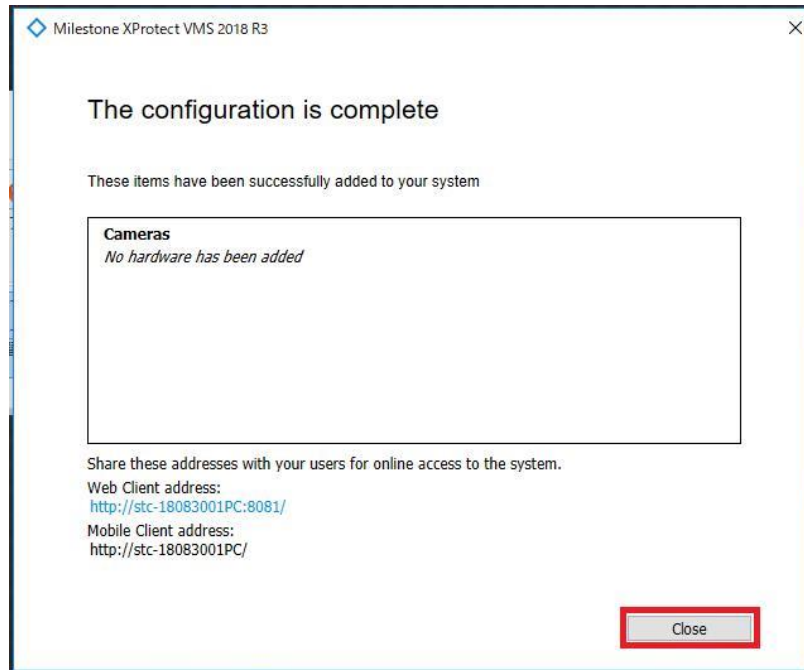 Milestone XProtect VMS 2018 R3
The configuration is complete
These items have been successfully added to your system
Cameras
No hardware has been added
Share these addresses with your users for online access to the system.
Web Client address:
http://stc-18083001PC:8081/
Mobile Client address:
http://stc-18083001PC/
Close